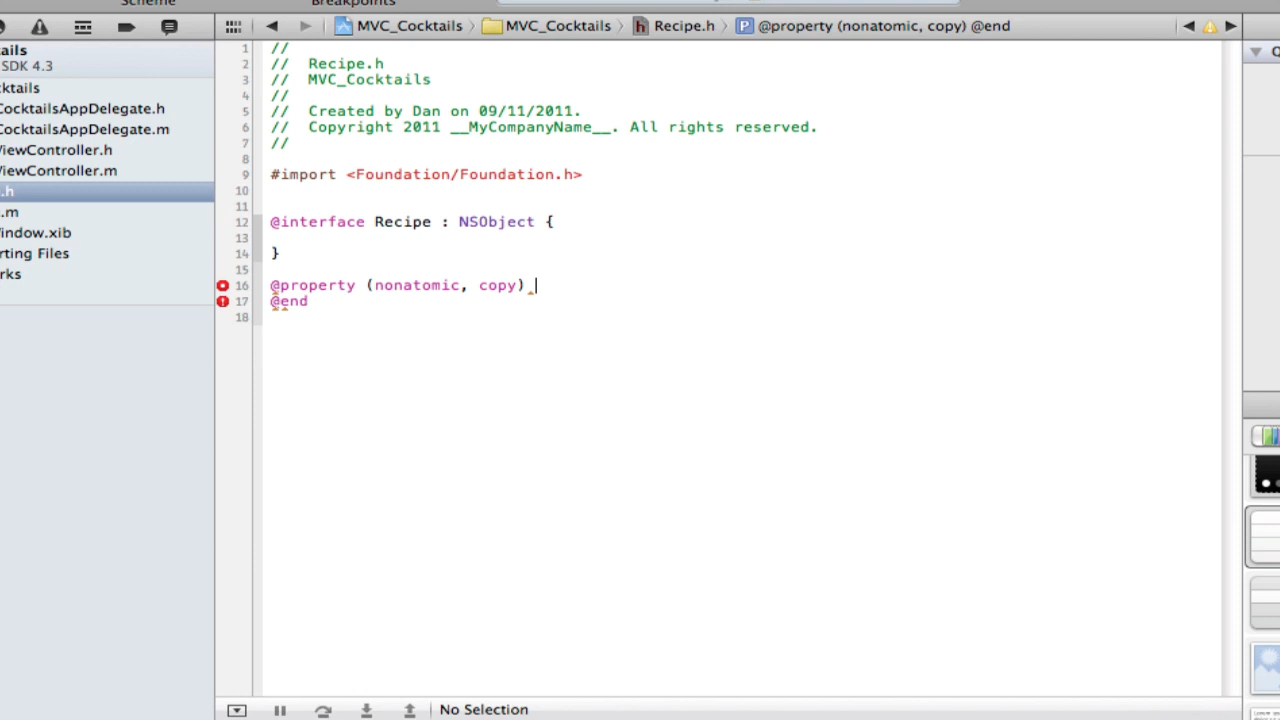 Scheme
Breakpoints
MVC_Cocktails
MVC_Cocktails
Recipe.h
P
@property (nonatomic, copy) @end
ails
SDK 4.3
cktails
CocktailsAppDelegate.h
CocktailsAppDelegate.m
ViewController.h
ViewController.m
.h
.m
indow.xib
rting Files
rks
1 //
2 //  Recipe.h
3 //  MVC_Cocktails
4 //
5 //  Created by Dan on 09/11/2011.
6 //  Copyright 2011 __MyCompanyName__. All rights reserved.
7 //
8
9 #import <Foundation/Foundation.h>
10
11
12 @interface Recipe : NSObject {
13
14 }
15
16 @property (nonatomic, copy)
17 @end
18
No Selection